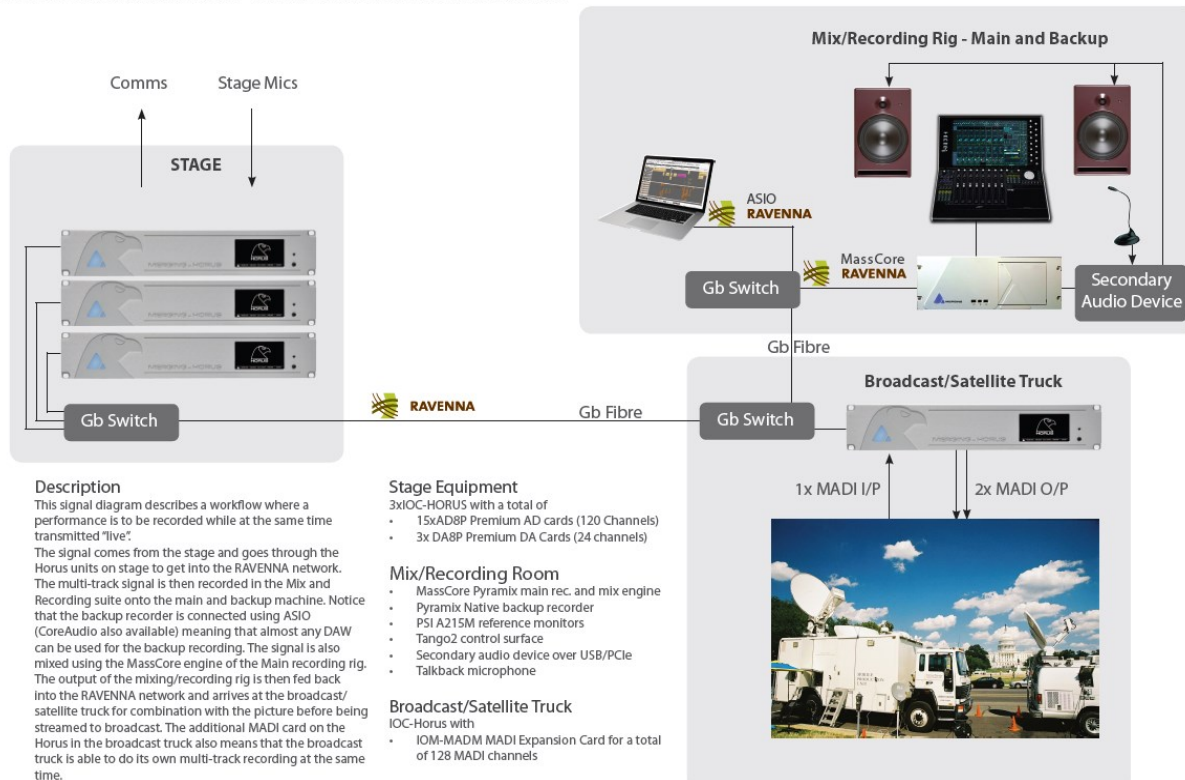 Mix/Recording Rig - Main and Backup
Comms
Stage Mics
STAGE
ASIO
RAVENNA
MassCore
RAVENNA
Gb Switch
Secondary
Audio Device
Gb Fibre
Broadcast/Satellite Truck
RAVENNA
Gb Fibre
Gb Switch
Gb Switch
MERGING HORUS
MERGING HORUS
MERGING HORUS
MERGING HORUS
1x MADI I/P
2x MADI O/P
Description
This signal diagram describes a workflow where a
performance is to be recorded while at the same time
transmitted "live".
The signal comes from the stage and goes through the
Horus units on stage to get into the RAVENNA network.
The multi-track signal is then recorded in the Mix and
Recording suite onto the main and backup machine. Notice
that the backup recorder is connected using ASIO
(CoreAudio also available) meaning that almost any DAW
can be used for the backup recording. The signal is also
mixed using the MassCore engine of the Main recording rig.
The output of the mixing/recording rig is then fed back
into the RAVENNA network and arrives at the broadcast/
satellite truck for combination with the picture before being
streamed to broadcast. The additional MADI card on the
Horus in the broadcast truck also means that the broadcast
truck is able to do its own multi-track recording at the same
time.
Stage Equipment
3xIOC-HORUS with a total of
• 15xAD8P Premium AD cards (120 Channels)
• 3x DA8P Premium DA Cards (24 channels)
Mix/Recording Room
• MassCore Pyramix main rec. and mix engine
• Pyramix Native backup recorder
• PSI A215M reference monitors
• Tango2 control surface
• Secondary audio device over USB/PCIe
• Talkback microphone
Broadcast/Satellite Truck
IOC-Horus with
• IOM-MADM MADI Expansion Card for a total
of 128 MADI channels